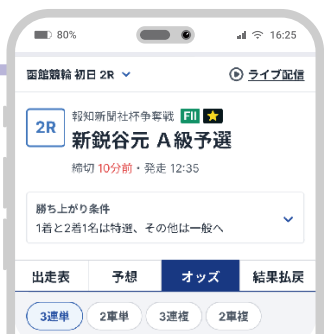 80%
16:25
函館競輪 初日 2R
ライブ配信
2R
報知新聞社杯争奪戦 FII
新鋭谷元 A級予選
締切 10分前・発走 12:35
勝ち上がり条件
1着と2着1名は特選、その他は一般へ
出走表 予想 オッズ 結果払戻
3連単 2車単 3連複 2車複